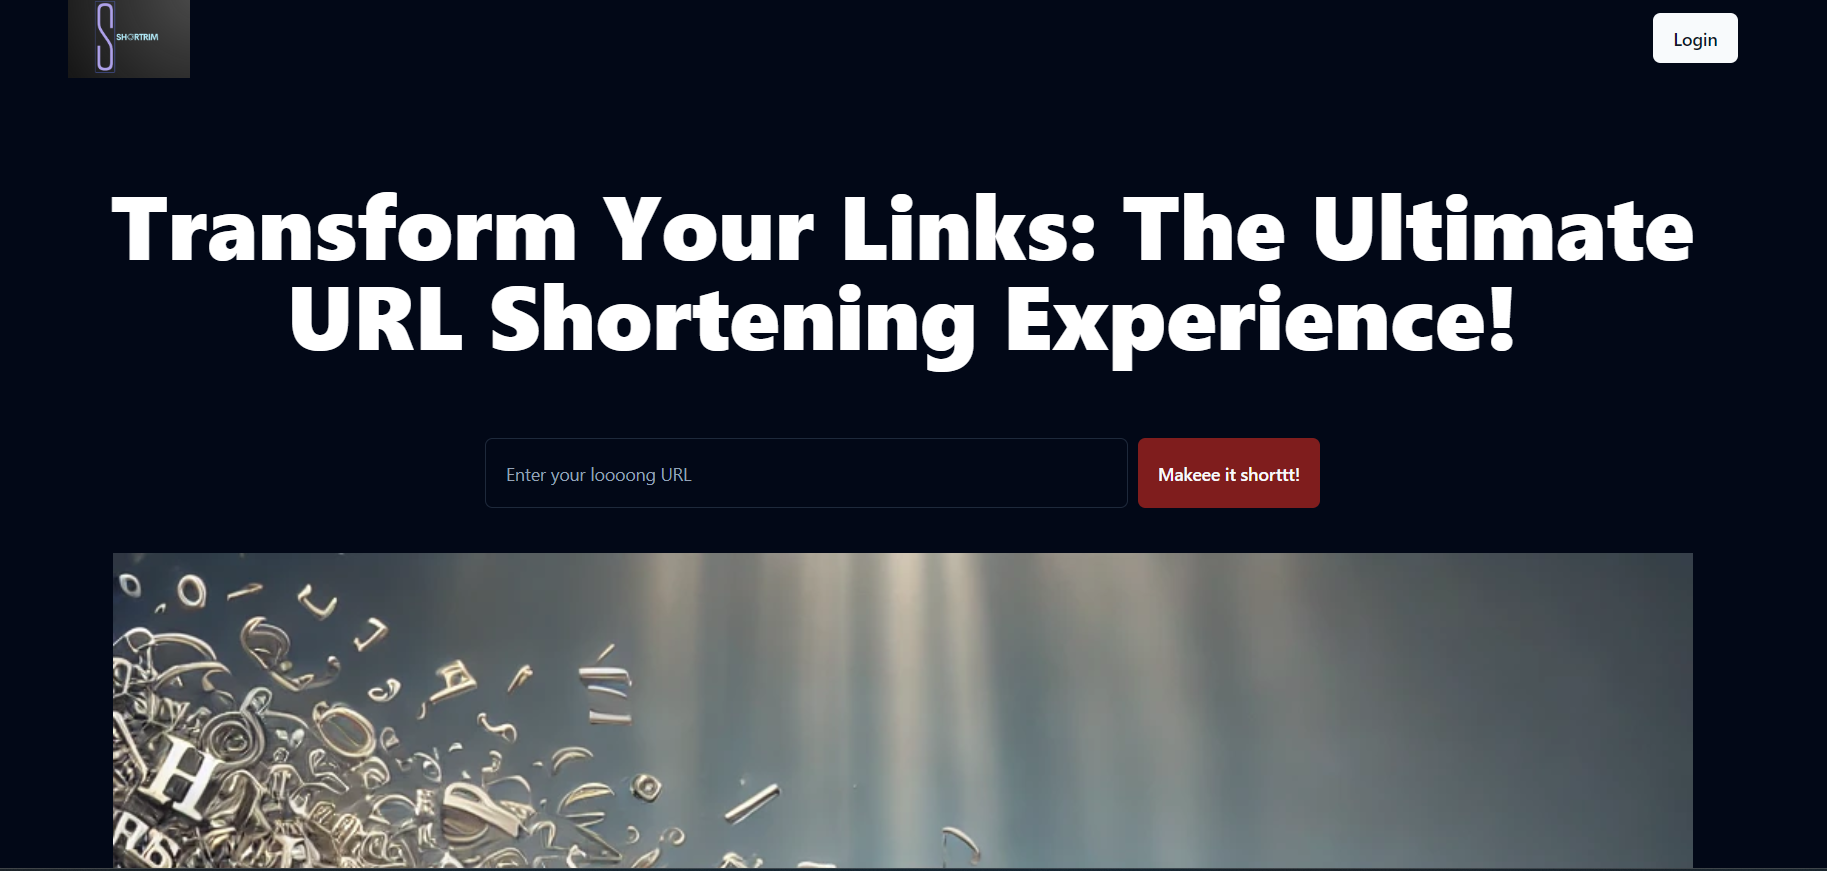 S SHORTRIM
Login
Transform Your Links: The Ultimate
URL Shortening Experience!
Enter your loooong URL
Makeee it shorttt!
H